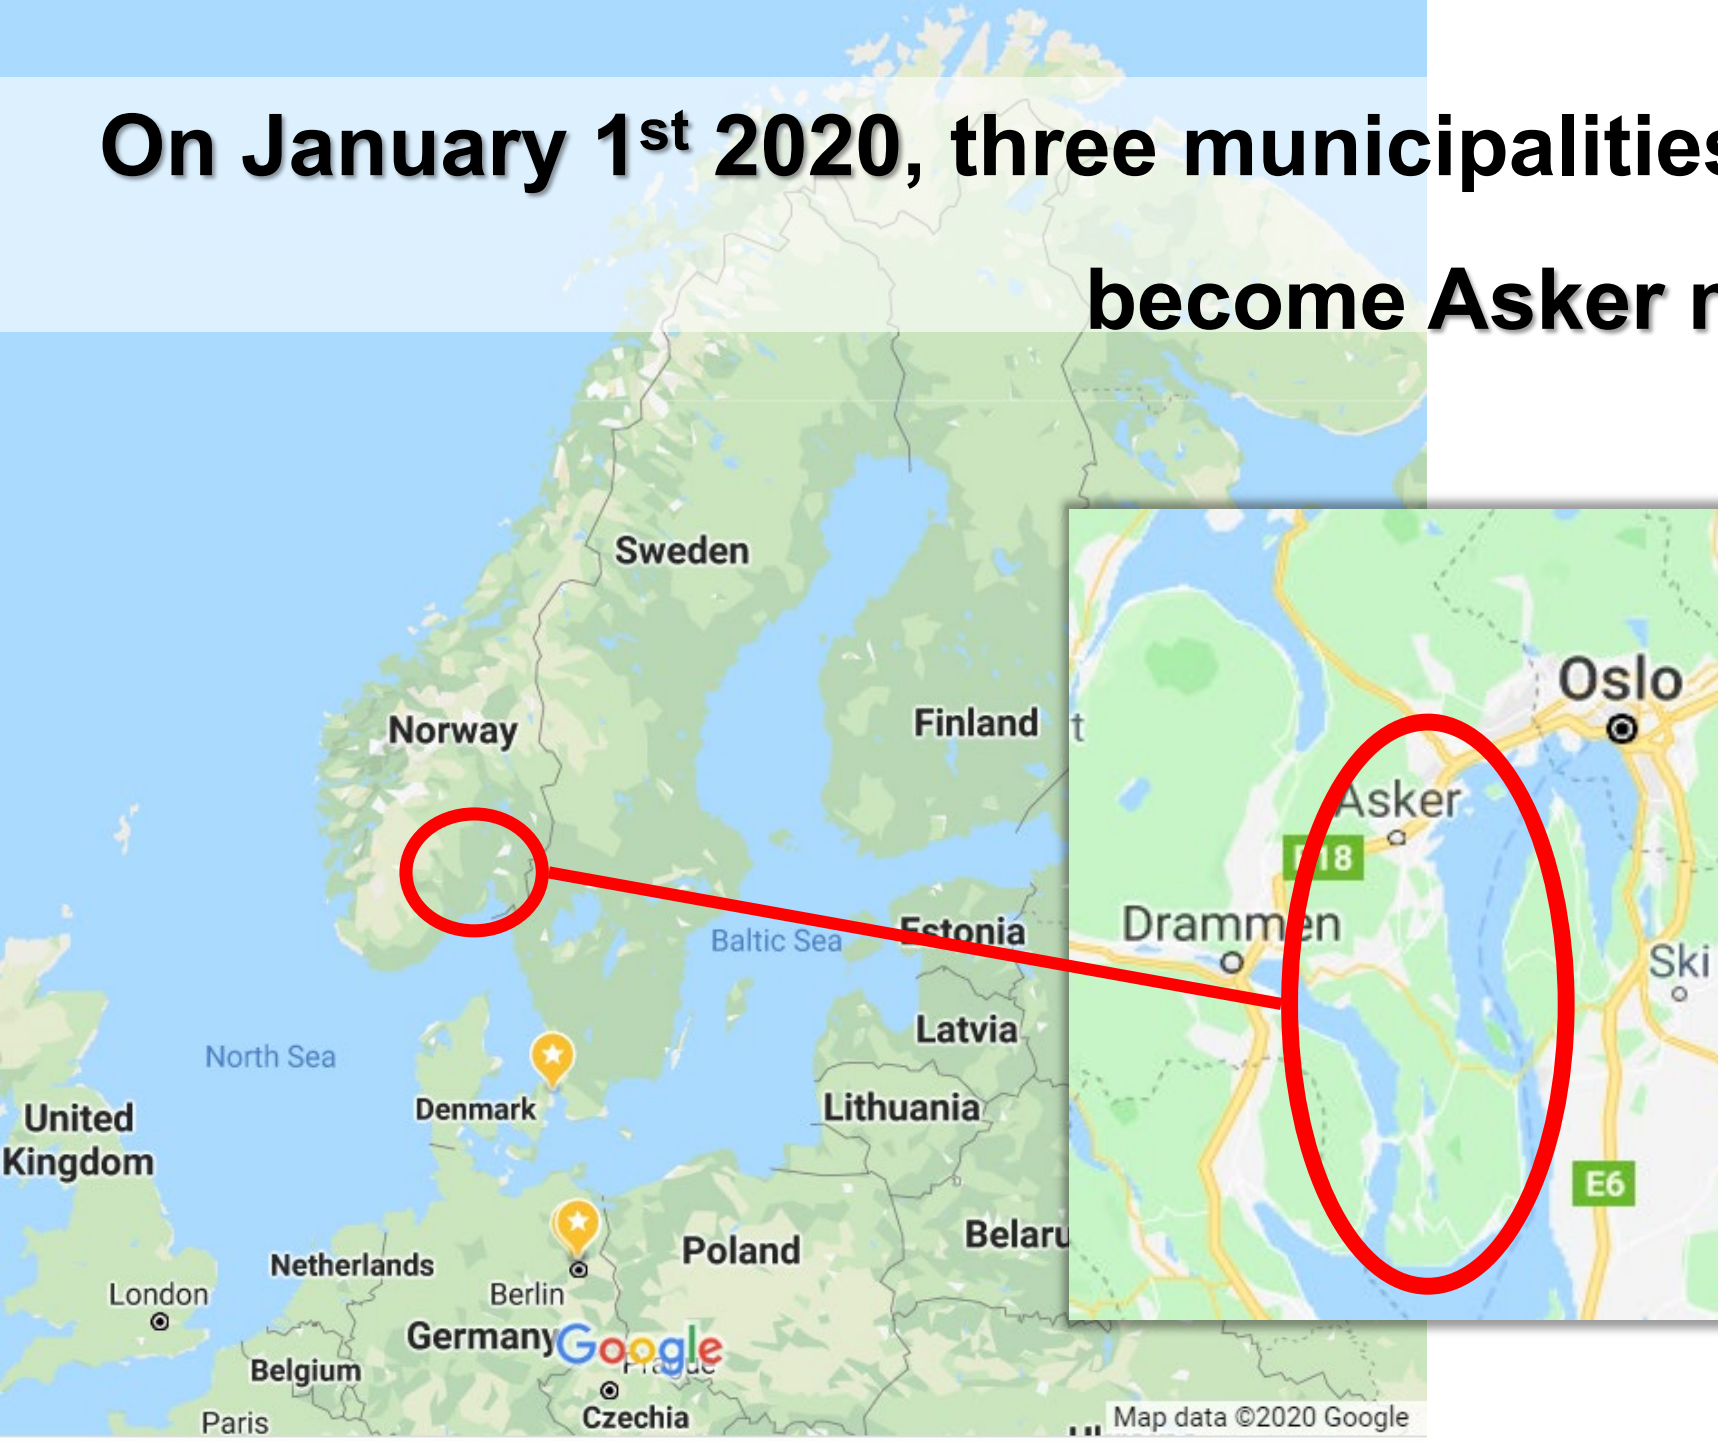 On January 1st 2020, three municipalities
become Asker
Sweden
Norway
Finland
Oslo
Asker
E18
Drammen
Ski
Baltic Sea
Estonia
Latvia
North Sea
Denmark
Lithuania
United
Kingdom
E6
Netherlands
Poland
London
Berlin
Germany
Google
Prague
Belgium
Paris
Czechia
Map data ©2020 Google